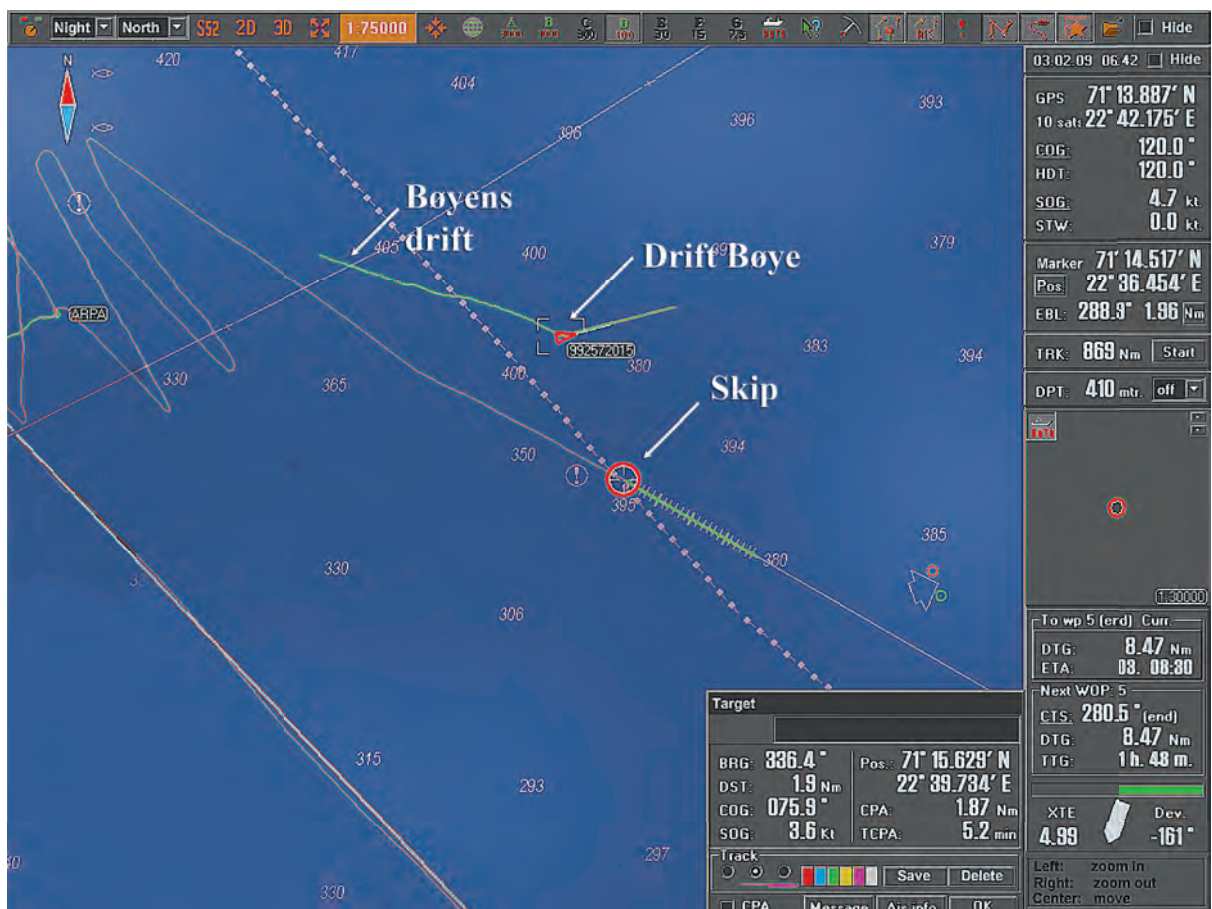 Night North S52 2D 3D 1:75000 Hide
03.02.09 06:42 Hide
GPS 71° 13.887' N
10 sat: 22° 42.175' E
COG: 120.0 °
HDT: 120.0 °
SOG: 4.7 kt.
STW: 0.0 kt.
Marker 71° 14.517' N
Pos. 22° 36.454' E
EBL: 288.9° 1.96 Nm
TRK: 869 Nm Start
DPT: 410 mtr. off
1:30000
To wp 5 (erd) Curr.
DTG: 8.47 Nm
ETA: 03. 08:30
Next WOP: 5
CTS: 280.5 ° (end)
DTG: 8.47 Nm
TTG: 1 h. 48 m.
XTE Dev.
4.99 -161 °
Left: zoom in
Right: zoom out
Center: move
N
420
417
404
396
396
393
Bøyens
drift
405
400
379
Drift Bøye
ARPA
992572015
380
383
394
400
330
365
Skip
350
394
395
385
380
330
306
315
293
297
330
Target
BRG: 336.4 °
DST: 1.9 Nm
COG: 075.9 °
SOG: 3.6 Kt
Pos.: 71° 15.629' N
22° 39.734' E
CPA: 1.87 Nm
TCPA: 5.2 min
Track
Save Delete
CPA Message Ais info OK